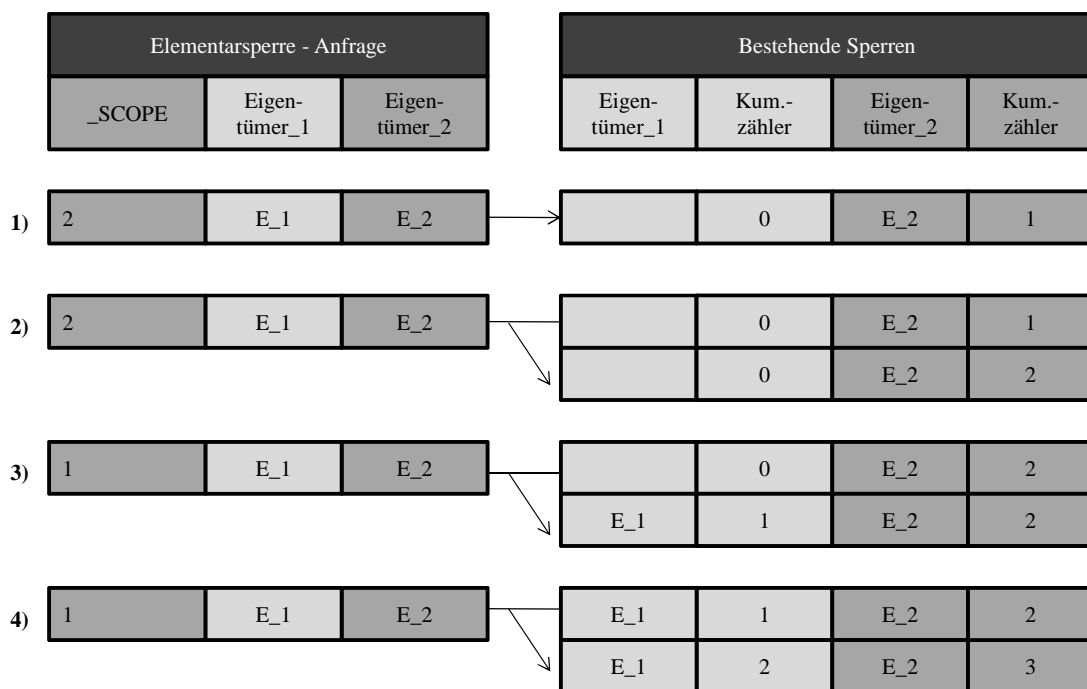 Elementarsperre - Anfrage
Bestehende Sperren
_SCOPE
Eigen-
tümer_1
Eigen-
tümer_2
Eigen-
tümer_1
Kum.-
zähler
Eigen-
tümer_2
Kum.-
zähler
1) 2 E_1 E_2 0 E_2 1
2) 2 E_1 E_2 0 E_2 1
0 E_2 2
3) 1 E_1 E_2 0 E_2 2
E_1 1 E_2 2
4) 1 E_1 E_2 E_1 1 E_2 2
E_1 2 E_2 3